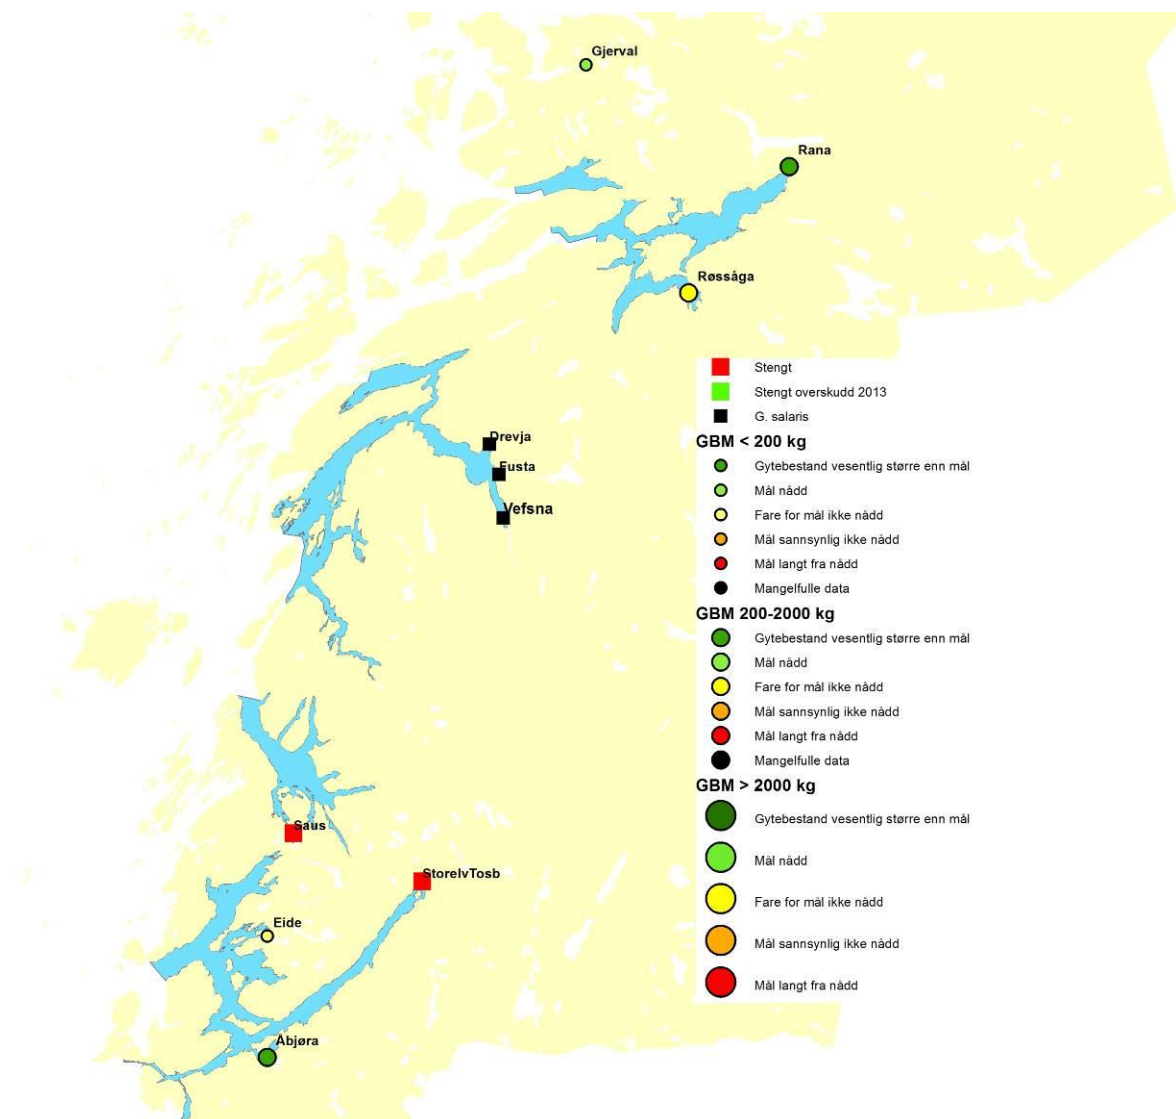 Gjerval
Rana
Røssåga
Stengt
Stengt overskudd 2013
G. salaris
Drevja
GBM < 200 kg
Fusta
Gytebestand vesentlig større enn mål
Mål nådd
Vefsna
Fare for mål ikke nådd
Mål sannsynlig ikke nådd
Mål langt fra nådd
Mangelfulle data
GBM 200-2000 kg
Gytebestand vesentlig større enn mål
Mål nådd
Fare for mål ikke nådd
Mål sannsynlig ikke nådd
Mål langt fra nådd
Mangelfulle data
GBM > 2000 kg
Gytebestand vesentlig større enn mål
Saus
Mål nådd
StorelvTosb
Fare for mål ikke nådd
Eide
Mål sannsynlig ikke nådd
Mål langt fra nådd
Åbjøra